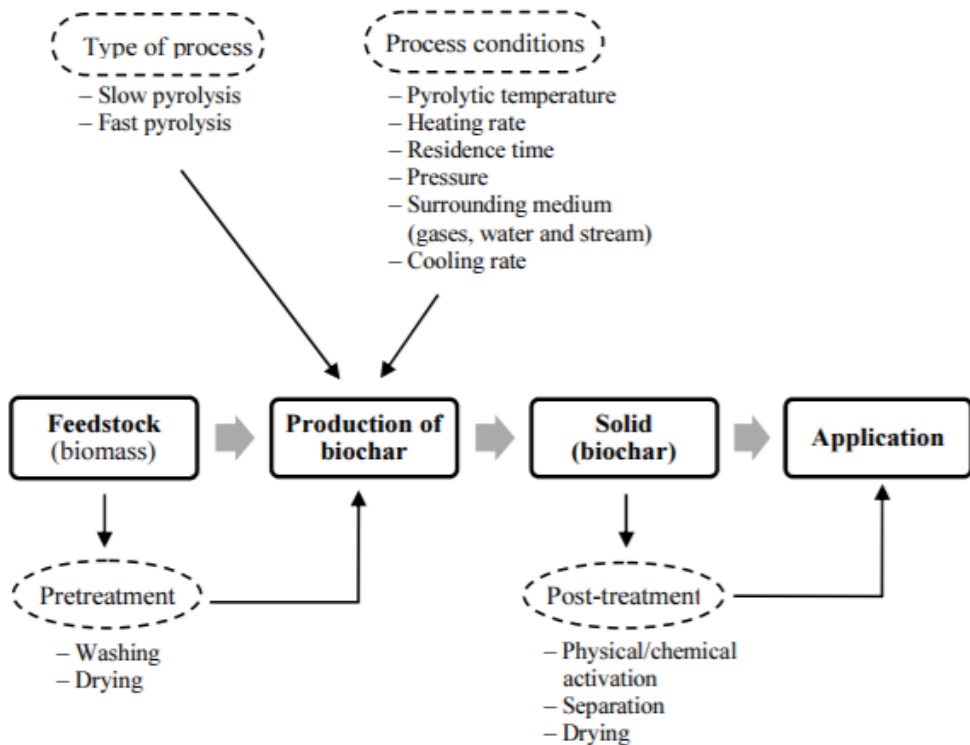 Type of process
– Slow pyrolysis
– Fast pyrolysis
Process conditions
– Pyrolytic temperature
– Heating rate
– Residence time
– Pressure
– Surrounding medium
(gases, water and stream)
– Cooling rate
Feedstock
(biomass)
Production of
biochar
Solid
(biochar)
Application
Pretreatment
– Washing
– Drying
Post-treatment
– Physical/chemical
activation
– Separation
– Drying